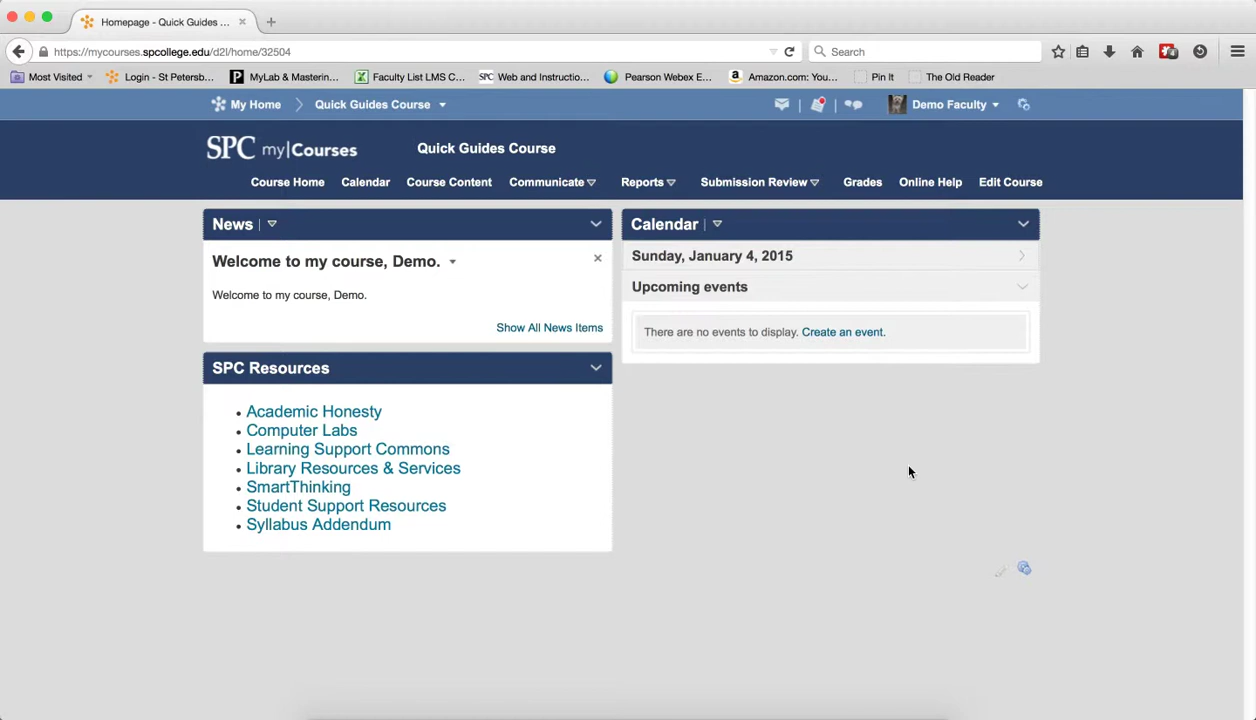 Homepage - Quick Guides ...
https://mycourses.spcollege.edu/d2l/home/32504
Search
Most Visited
Login - St Petersb...
P MyLab & Masterin...
Faculty List LMS C...
SPC Web and Instructio...
Pearson Webex E...
a Amazon.com: You...
Pin It
The Old Reader
My Home
Quick Guides Course
Demo Faculty
SPC my|Courses
Quick Guides Course
Course Home
Calendar
Course Content
Communicate
Reports
Submission Review
Grades
Online Help
Edit Course
News
Welcome to my course, Demo.
Welcome to my course, Demo.
Show All News Items
SPC Resources
Academic Honesty
Computer Labs
Learning Support Commons
Library Resources & Services
SmartThinking
Student Support Resources
Syllabus Addendum
Calendar
Sunday, January 4, 2015
Upcoming events
There are no events to display. Create an event.